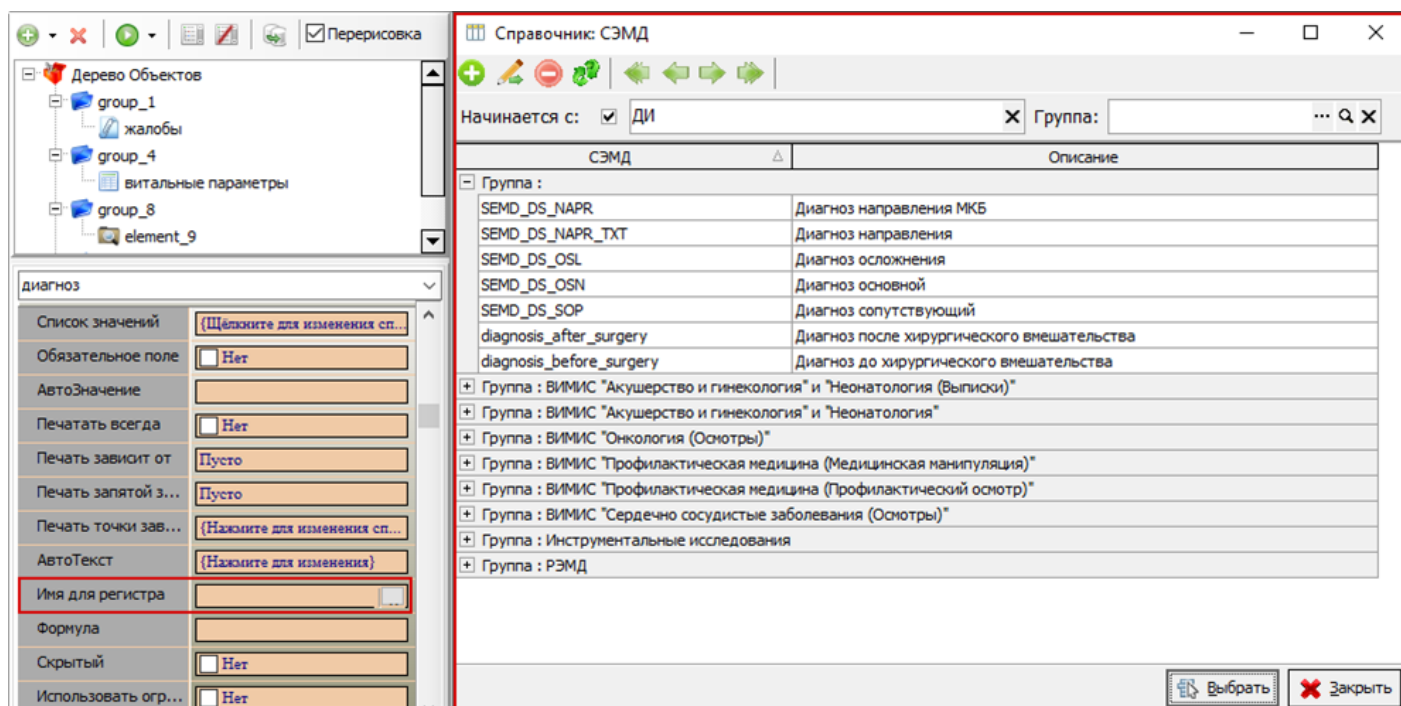 Перерисовка
Дерево Объектов
group_1
жалобы
group_4
витальные параметры
group_8
element_9
диагноз
Список значений {Щёлкните для изменения сп...
Обязательное поле Нет
АвтоЗначение
Печатать всегда Нет
Печать зависит от Пусто
Печать запятой з... Пусто
Печать точки зав... {Нажмите для изменения сп...
АвтоТекст {Нажмите для изменения}
Имя для регистра ...
Формула
Скрытый Нет
Использовать огр... Нет
Справочник: СЭМД
Начинается с: ДИ Группа: ...
СЭМД Описание
Группа :
SEMD_DS_NAPR Диагноз направления МКБ
SEMD_DS_NAPR_TXT Диагноз направления
SEMD_DS_OSL Диагноз осложнения
SEMD_DS_OSN Диагноз основной
SEMD_DS_SOP Диагноз сопутствующий
diagnosis_after_surgery Диагноз после хирургического вмешательства
diagnosis_before_surgery Диагноз до хирургического вмешательства
Группа : ВИМИС "Акушерство и гинекология" и "Неонатология (Выписки)"
Группа : ВИМИС "Акушерство и гинекология" и "Неонатология"
Группа : ВИМИС "Онкология (Осмотры)"
Группа : ВИМИС "Профилактическая медицина (Медицинская манипуляция)"
Группа : ВИМИС "Профилактическая медицина (Профилактический осмотр)"
Группа : ВИМИС "Сердечно сосудистые заболевания (Осмотры)"
Группа : Инструментальные исследования
Группа : РЭМД
Выбрать Закрыть